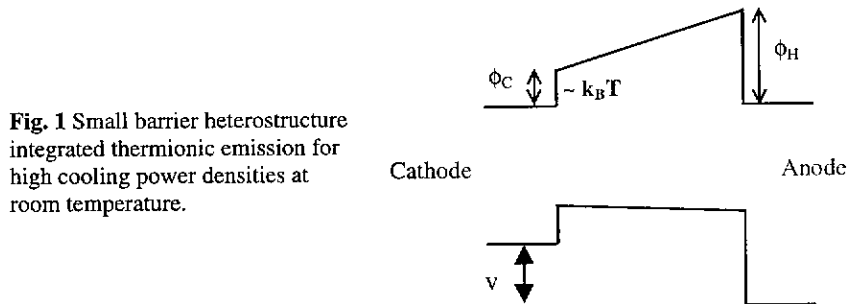 Fig. 1 Small barrier heterostructure
integrated thermionic emission for
high cooling power densities at
room temperature.
ϕC
~ kBT
ϕH
Cathode
Anode
V